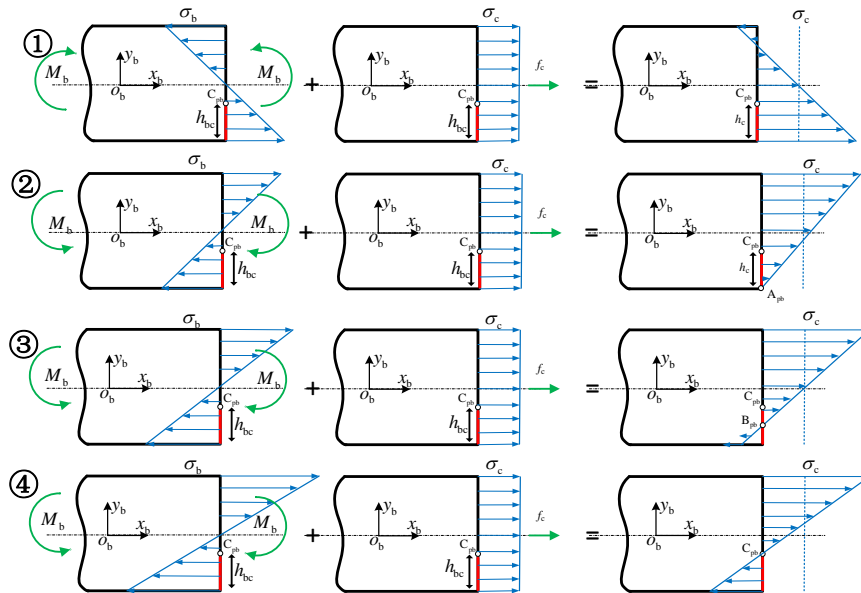 ① σb σc σc
yb yb yb
Mb Mb + fc =
xb xb xb
ob Cpb ob Cpb ob Cpb
hbc hbc hc
② σb σc σc
yb yb yb
Mb Mb + fc =
xb xb xb
ob Cpb ob Cpb ob Cpb
hbc hbc hc
Apb
③ σb σc σc
yb yb yb
Mb Mb + fc =
xb xb xb
ob Cpb ob Cpb ob Cpb
hbc hbc Bpb
④ σb σc σc
yb yb yb
Mb Mb + fc =
xb xb xb
ob Cpb ob Cpb ob Cpb
hbc hbc